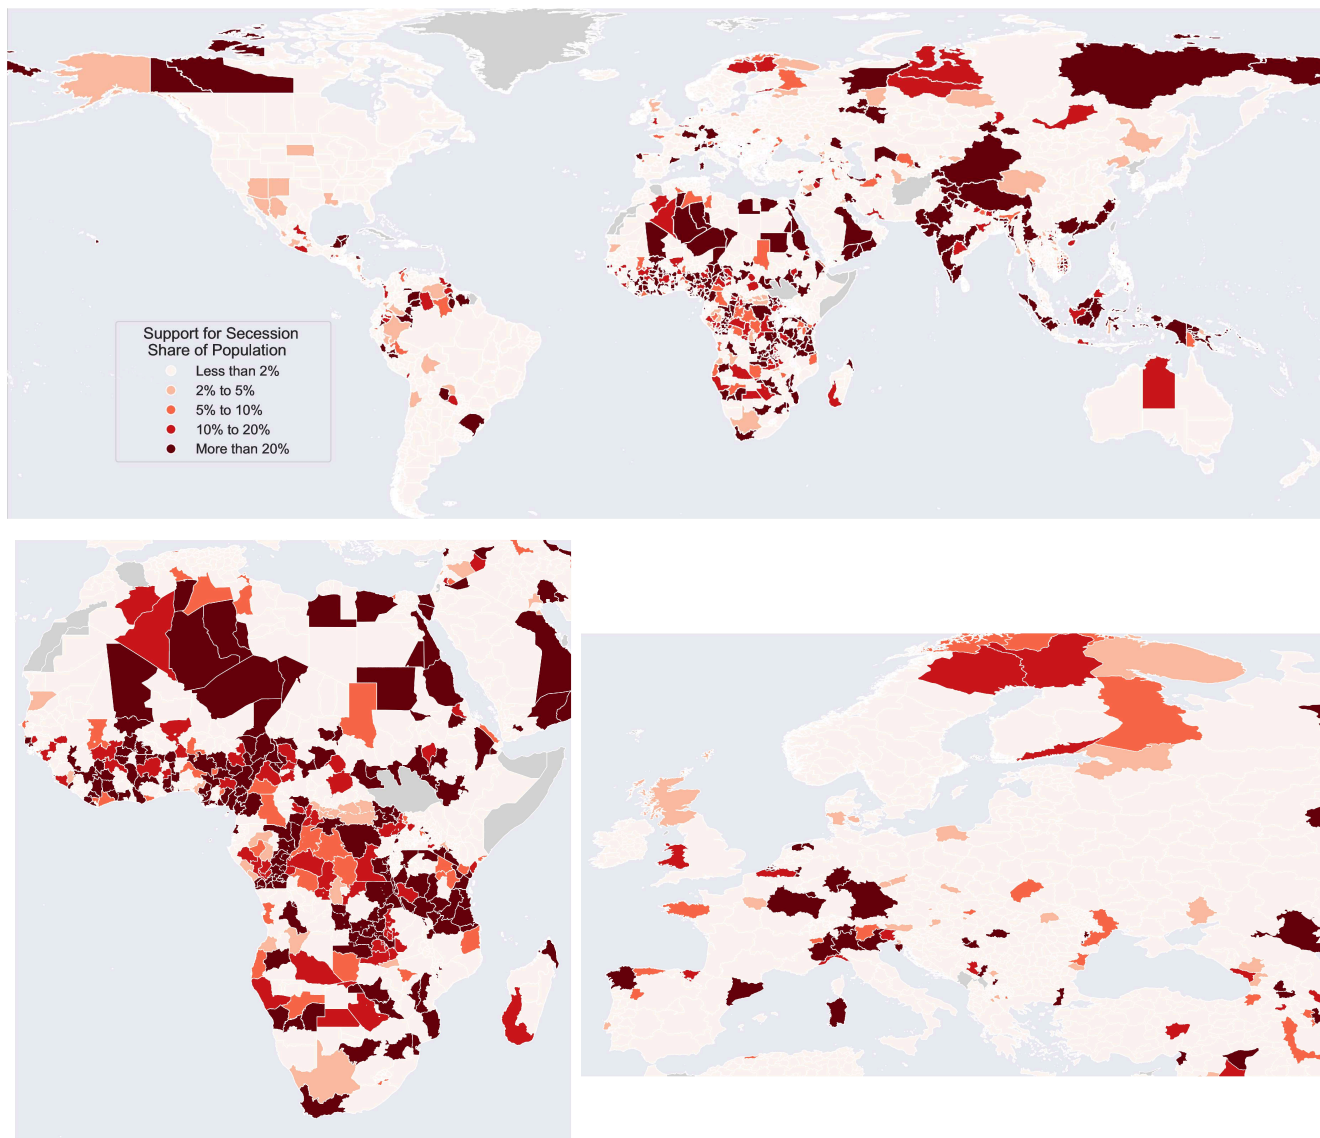 Support for Secession
Share of Population
Less than 2%
2% to 5%
5% to 10%
10% to 20%
More than 20%